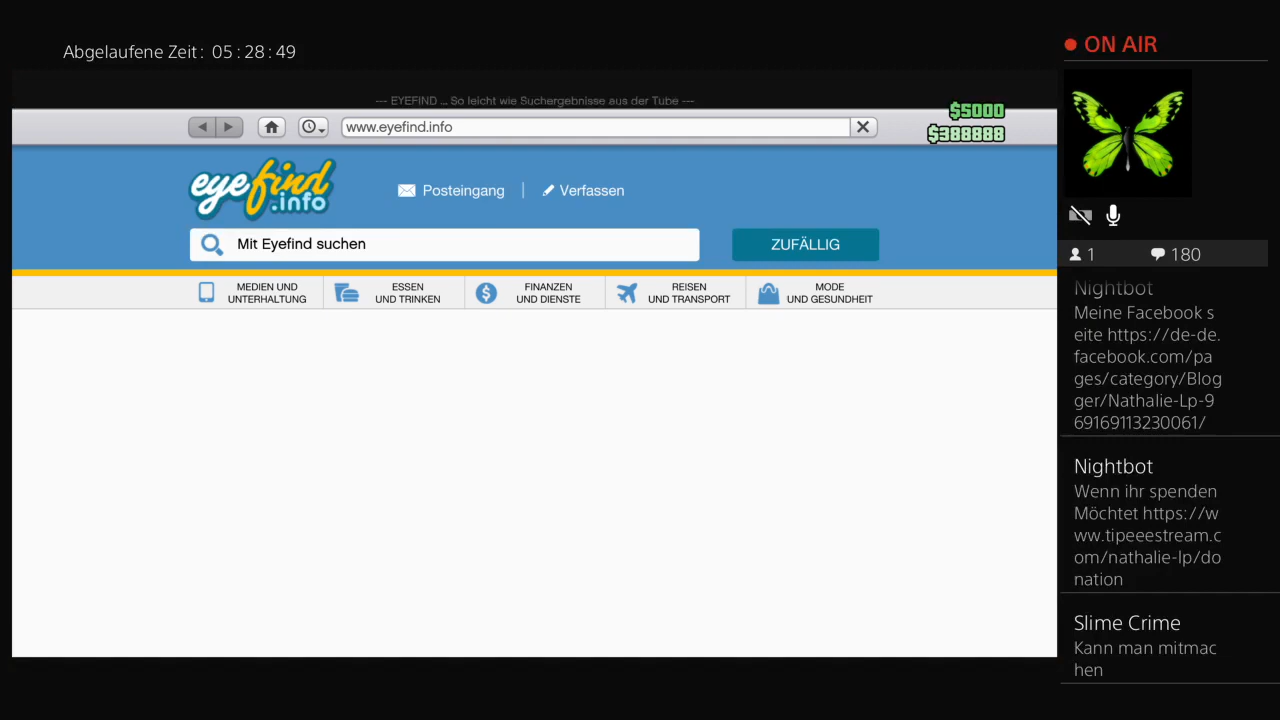 Abgelaufene Zeit: 05:28:49
--- EYEFIND ... So leicht wie Suchergebnisse aus der Tube ---
www.eyefind.info
$5000
$388888
eyefind
.info
Posteingang | Verfassen
Mit Eyefind suchen
ZUFÄLLIG
MEDIEN UND
UNTERHALTUNG
ESSEN
UND TRINKEN
FINANZEN
UND DIENSTE
REISEN
UND TRANSPORT
MODE
UND GESUNDHEIT
ON AIR
1 180
Nightbot
Meine Facebook s
eite https://de-de.
facebook.com/pa
ges/category/Blog
ger/Nathalie-Lp-9
69169113230061/
Nightbot
Wenn ihr spenden
Möchtet https://w
ww.tipeeestream.c
om/nathalie-lp/do
nation
Slime Crime
Kann man mitmac
hen